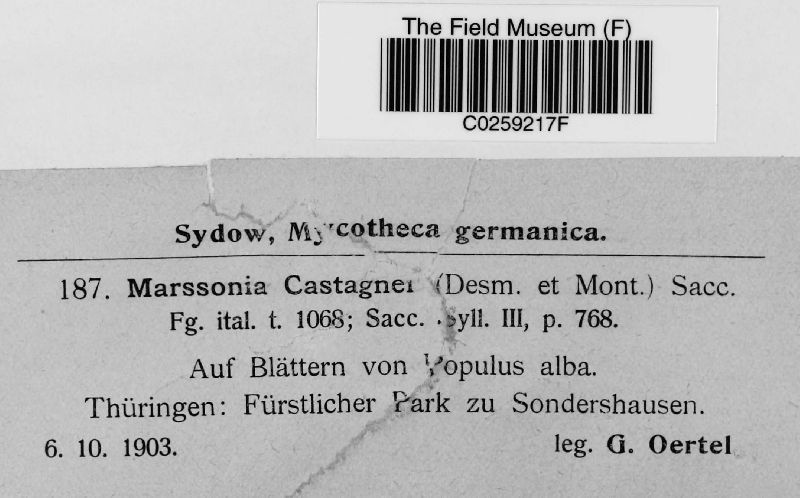 The Field Museum (F)
C0259217F
Sydow, Mycotheca germanica.
187. Marssonia Castagnei (Desm. et Mont.) Sacc.
Fg. ital. t. 1068; Sacc. Syll. III, p. 768.
Auf Blättern von Populus alba.
Thüringen: Fürstlicher Park zu Sondershausen.
6. 10. 1903. leg. G. Oertel